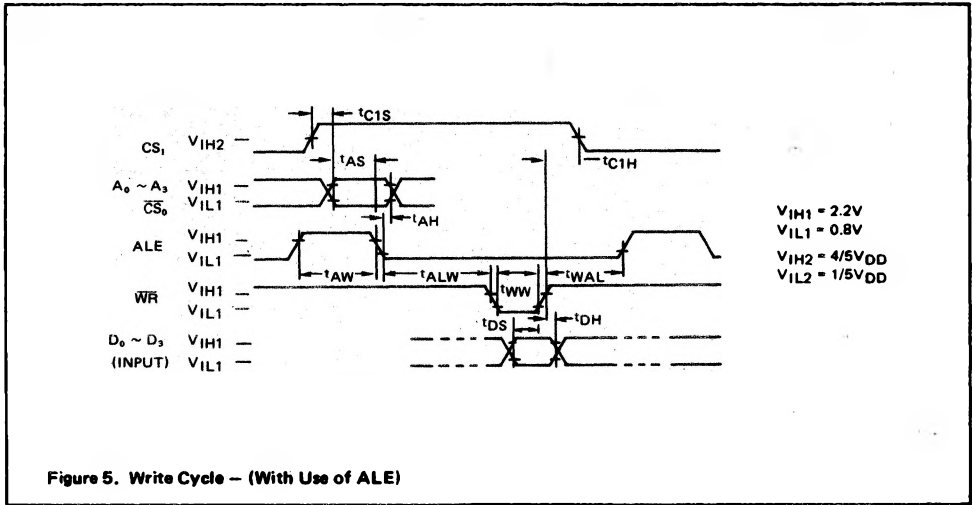 tC1S
CS₁ VIH2 —
tC1H
tAS
A₀ ~ A₃ VIH1 —
C̅S̅₀ VIL1 —
tAH
ALE VIH1 —
VIL1 —
tAW tALW tWW tWAL
W̅R̅ VIH1 —
VIL1 —
tDS tDH
D₀ ~ D₃ VIH1 —
(INPUT) VIL1 —
VIH1 = 2.2V
VIL1 = 0.8V
VIH2 = 4/5VDD
VIL2 = 1/5VDD
Figure 5. Write Cycle – (With Use of ALE)